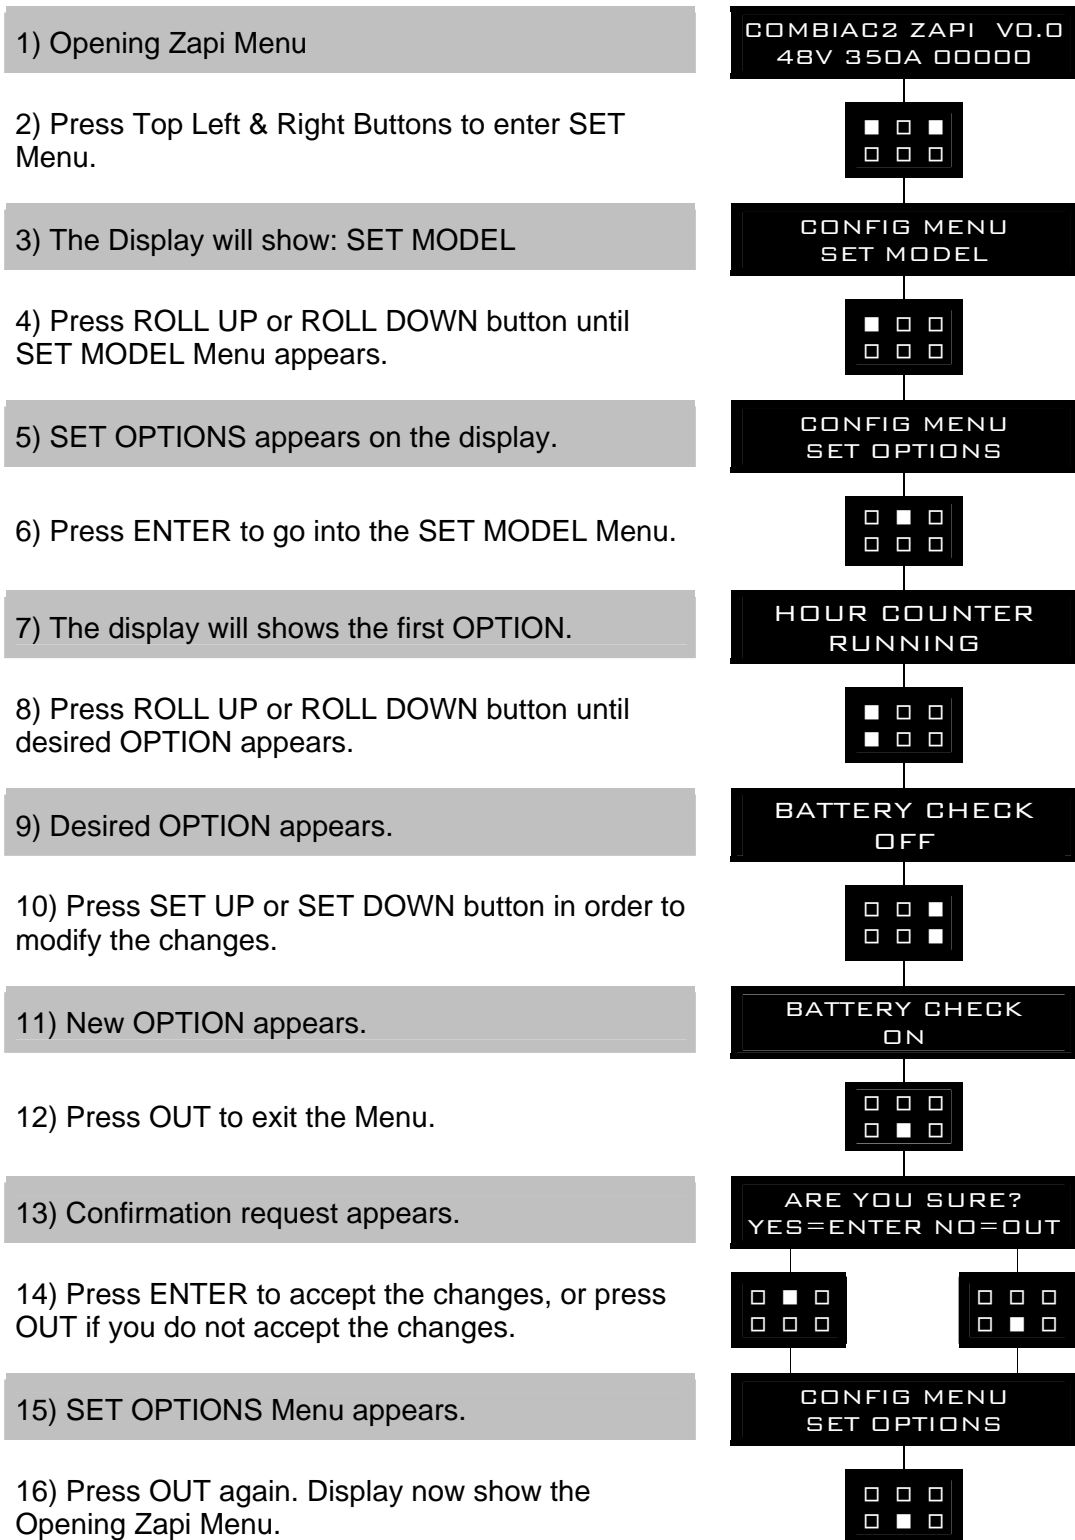 1) Opening Zapi Menu
COMBIAC2 ZAPI V0.0
48V 350A 00000
2) Press Top Left & Right Buttons to enter SET
Menu.
3) The Display will show: SET MODEL
CONFIG MENU
SET MODEL
4) Press ROLL UP or ROLL DOWN button until
SET MODEL Menu appears.
5) SET OPTIONS appears on the display.
CONFIG MENU
SET OPTIONS
6) Press ENTER to go into the SET MODEL Menu.
7) The display will shows the first OPTION.
HOUR COUNTER
RUNNING
8) Press ROLL UP or ROLL DOWN button until
desired OPTION appears.
9) Desired OPTION appears.
BATTERY CHECK
OFF
10) Press SET UP or SET DOWN button in order to
modify the changes.
11) New OPTION appears.
BATTERY CHECK
ON
12) Press OUT to exit the Menu.
13) Confirmation request appears.
ARE YOU SURE?
YES=ENTER NO=OUT
14) Press ENTER to accept the changes, or press
OUT if you do not accept the changes.
15) SET OPTIONS Menu appears.
CONFIG MENU
SET OPTIONS
16) Press OUT again. Display now show the
Opening Zapi Menu.